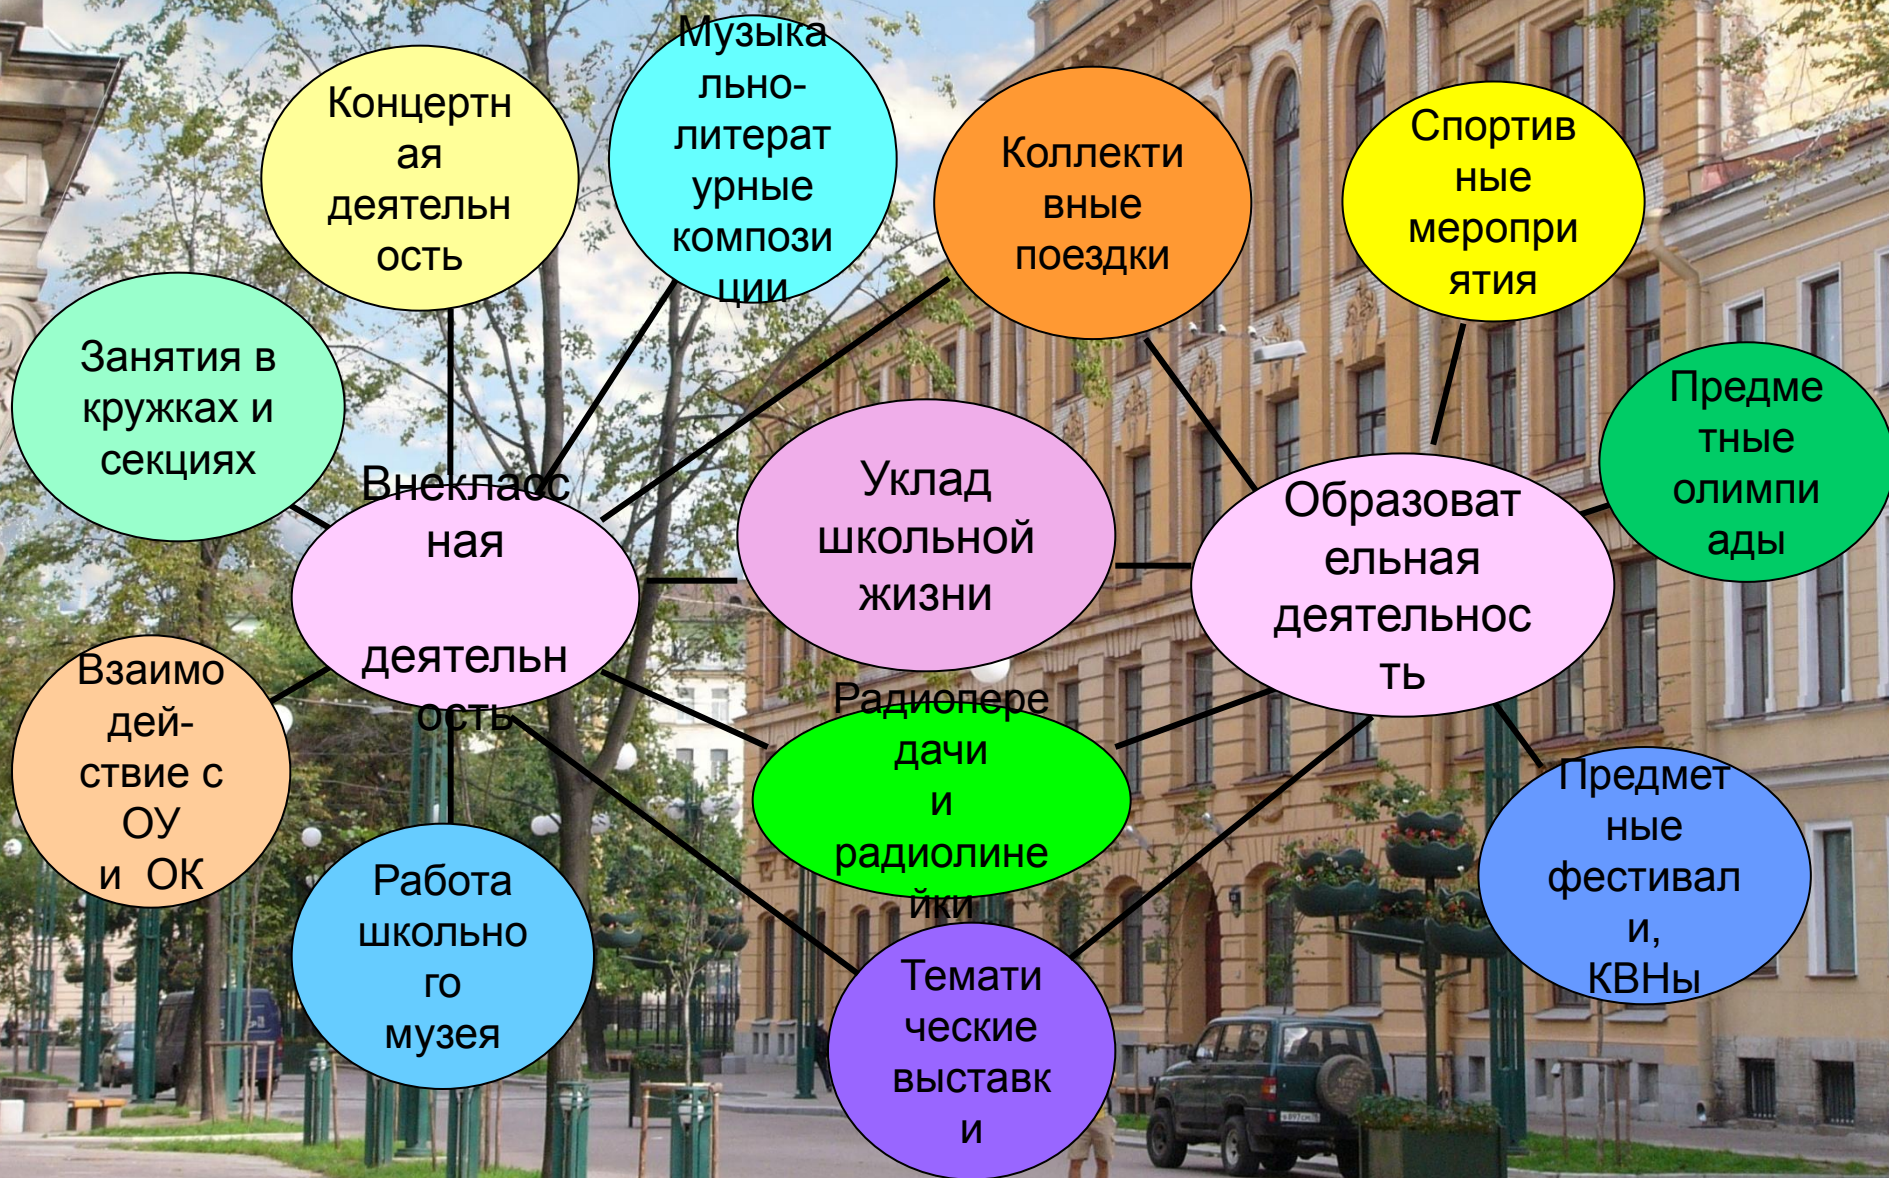 Концертн
ая
деятельн
ость
Музыка
льно-
литерат
урные
компози
ции
Коллекти
вные
поездки
Спортив
ные
меропри
ятия
Занятия в
кружках и
секциях
Предме
тные
олимпи
ады
Внекласс
ная
деятельн
ость
Уклад
школьной
жизни
Образоват
ельная
деятельнос
ть
Взаимо
дей-
ствие с
ОУ
и ОК
Радиопере
дачи
и
радиолине
йки
Предмет
ные
фестивал
и,
КВНы
Работа
школьно
го
музея
Темати
ческие
выставк
и